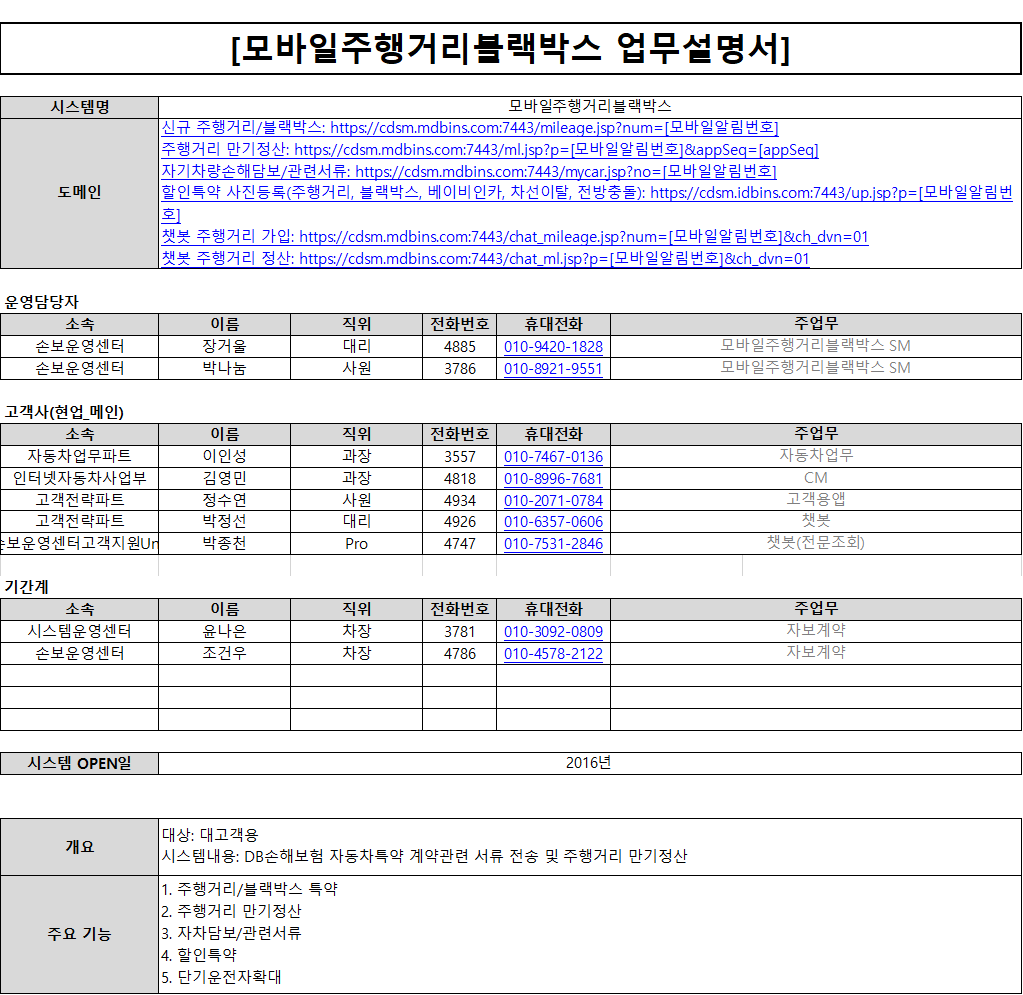 [모바일주행거리블랙박스 업무설명서]
시스템명 모바일주행거리블랙박스
도메인
신규 주행거리/블랙박스: https://cdsm.mdbins.com:7443/mileage.jsp?num=[모바일알림번호]
주행거리 만기정산: https://cdsm.mdbins.com:7443/ml.jsp?p=[모바일알림번호]&appSeq=[appSeq]
자기차량손해담보/관련서류: https://cdsm.mdbins.com:7443/mycar.jsp?no=[모바일알림번호]
할인특약 사진등록(주행거리, 블랙박스, 베이비인카, 차선이탈, 전방충돌): https://cdsm.idbins.com:7443/up.jsp?p=[모바일알림번
호]
챗봇 주행거리 가입: https://cdsm.mdbins.com:7443/chat_mileage.jsp?num=[모바일알림번호]&ch_dvn=01
챗봇 주행거리 정산: https://cdsm.mdbins.com:7443/chat_ml.jsp?p=[모바일알림번호]&ch_dvn=01
운영담당자
소속 이름 직위 전화번호 휴대전화 주업무
손보운영센터 장거울 대리 4885 010-9420-1828 모바일주행거리블랙박스 SM
손보운영센터 박나눔 사원 3786 010-8921-9551 모바일주행거리블랙박스 SM
고객사(현업_메인)
소속 이름 직위 전화번호 휴대전화 주업무
자동차업무파트 이인성 과장 3557 010-7467-0136 자동차업무
인터넷자동차사업부 김영민 과장 4818 010-8996-7681 CM
고객전략파트 정수연 사원 4934 010-2071-0784 고객용앱
고객전략파트 박정선 대리 4926 010-6357-0606 챗봇
손보운영센터고객지원Un 박종천 Pro 4747 010-7531-2846 챗봇(전문조회)
기간계
소속 이름 직위 전화번호 휴대전화 주업무
시스템운영센터 윤나은 차장 3781 010-3092-0809 자보계약
손보운영센터 조건우 차장 4786 010-4578-2122 자보계약
시스템 OPEN일 2016년
개요
대상: 대고객용
시스템내용: DB손해보험 자동차특약 계약관련 서류 전송 및 주행거리 만기정산
주요 기능
1. 주행거리/블랙박스 특약
2. 주행거리 만기정산
3. 자차담보/관련서류
4. 할인특약
5. 단기운전자확대